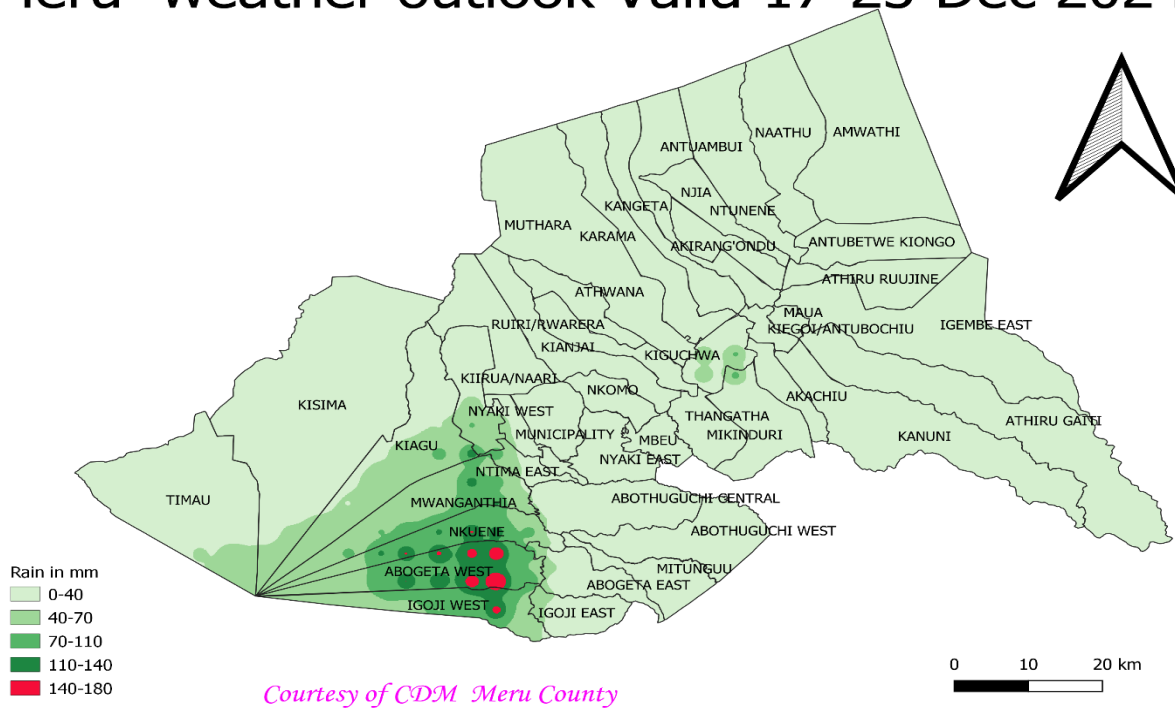 weather outlook Valid 17 Dec
NAATHU
AMWATHI
ANTUAMBUI
NJIA
KANGETA
NTUNENE
MUTHARA
KARAMA
AKIRANG'ONDU
ANTUBETWE KIONGO
ATHIRU RUUJINE
ATHWANA
MAUA
RUIRI/RWARERA
KIEGOI/ANTUBOCHIU
IGEMBE EAST
KIANJAI
KIGUCHWA
KIIRUA/NAARI
NKOMO
AKACHIU
KISIMA
NYAKI WEST
THANGATHA
ATHIRU GAITI
MUNICIPALITY
MIKINDURI
KANUNI
KIAGU
MBEU
NYAKI EAST
NTIMA EAST
TIMAU
MWANGANTHIA
ABOTHUGUCHI CENTRAL
NKUENE
ABOTHUGUCHI WEST
ABOGETA WEST
MITUNGUU
ABOGETA EAST
IGOJI WEST
IGOJI EAST
Rain in mm
0-40
40-70
70-110
110-140
140-180
Courtesy of CDM Meru County
0 10 20 km